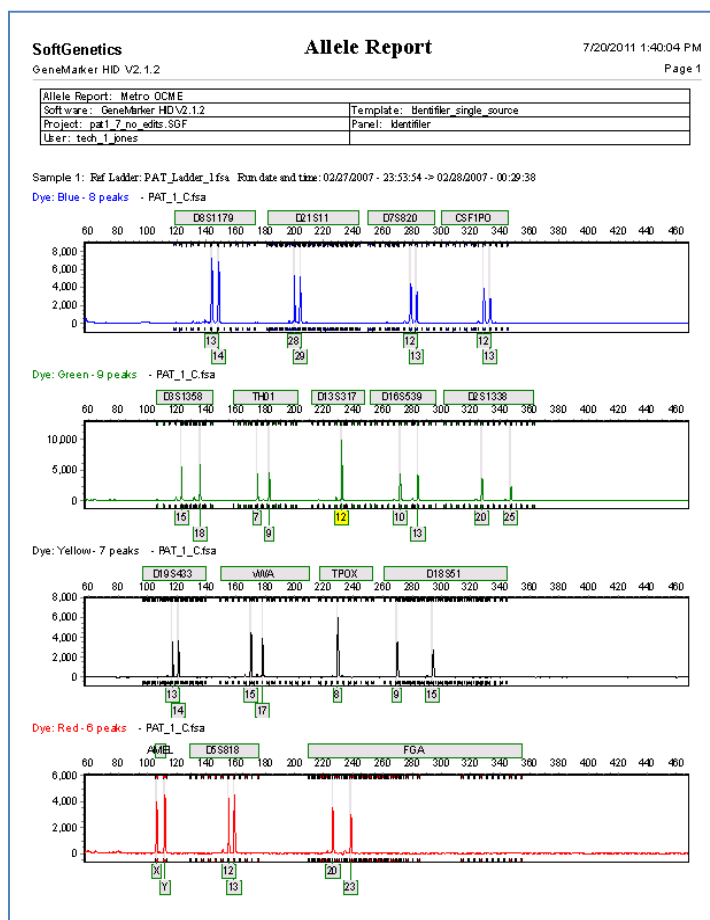 SoftGenetics
Allele Report
7/20/2011 1:40:04 PM
GeneMarker HID V2.1.2
Page 1
Allele Report: Metro OCME
Software: GeneMarker HID V2.1.2
Template: Identifiler_single_source
Project: pat1_7_no_edits.SGF
Panel: Identifiler
User: tech_1_jones
Sample 1: Ref Ladder: PAT_Ladder_1.fsa Run date and time: 02/27/2007 - 23:53:54 -> 02/28/2007 - 00:29:38
Dye: Blue - 8 peaks - PAT_1_C.fsa
D8S1179 D21S11 D7S820 CSF1PO
60 80 100 120 140 160 180 200 220 240 260 280 300 320 340 360 380 400 420 440 460
8,000
6,000
4,000
2,000
0
13 28 12 12
14 29 13 13
Dye: Green - 9 peaks - PAT_1_C.fsa
D3S1358 TH01 D13S317 D16S539 D2S1338
60 80 100 120 140 160 180 200 220 240 260 280 300 320 340 360 380 400 420 440 460
10,000
5,000
0
15 7 12 10 20 25
18 9 13
Dye: Yellow - 7 peaks - PAT_1_C.fsa
D19S433 vWA TPOX D18S51
60 80 100 120 140 160 180 200 220 240 260 280 300 320 340 360 380 400 420 440 460
8,000
6,000
4,000
2,000
0
13 15 8 9 15
14 17
Dye: Red - 6 peaks - PAT_1_C.fsa
AMEL D5S818 FGA
60 80 100 120 140 160 180 200 220 240 260 280 300 320 340 360 380 400 420 440 460
6,000
4,000
2,000
0
X 12 20
Y 13 23